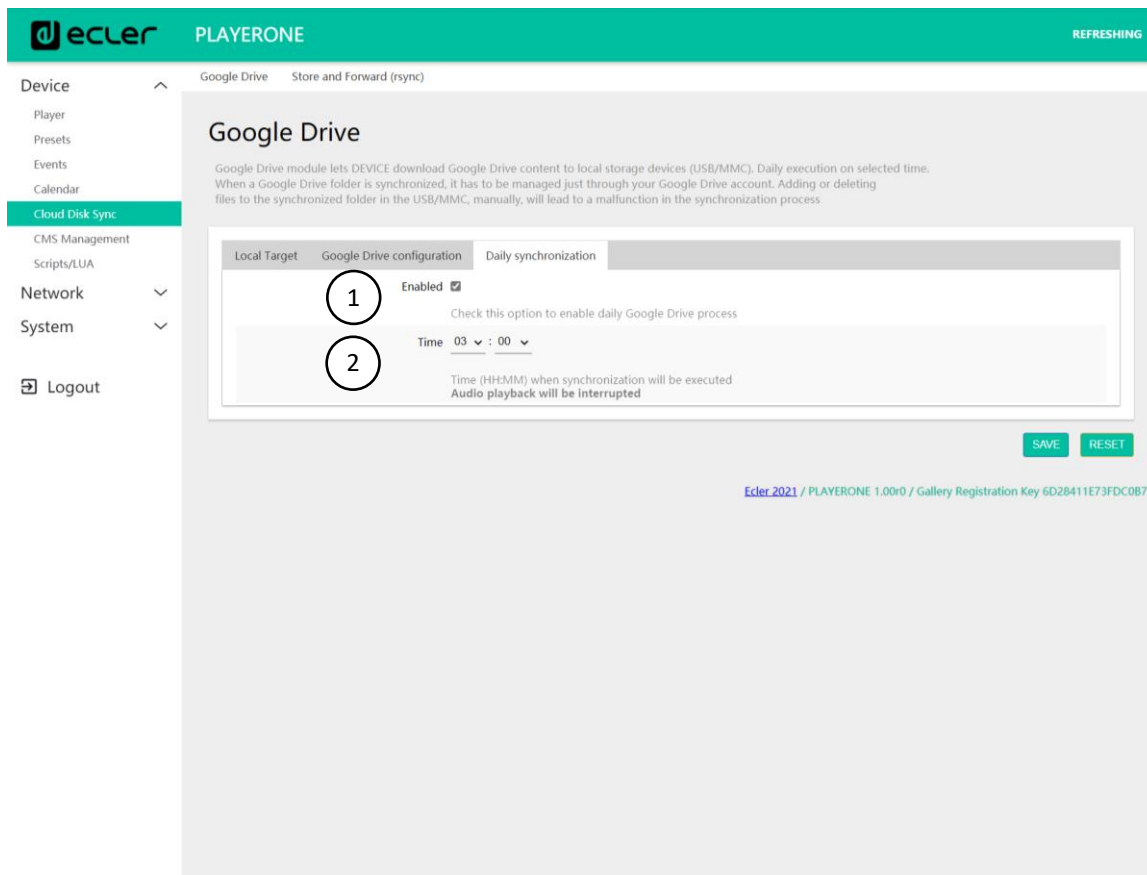 ecler
PLAYERONE
REFRESHING
Device
Player
Presets
Events
Calendar
Cloud Disk Sync
CMS Management
Scripts/LUA
Network
System
Logout
Google Drive Store and Forward (rsync)
Google Drive
Google Drive module lets DEVICE download Google Drive content to local storage devices (USB/MMC). Daily execution on selected time.
When a Google Drive folder is synchronized, it has to be managed just through your Google Drive account. Adding or deleting
files to the synchronized folder in the USB/MMC, manually, will lead to a malfunction in the synchronization process
Local Target Google Drive configuration Daily synchronization
1
Enabled
Check this option to enable daily Google Drive process
2
Time 03 : 00
Time (HH:MM) when synchronization will be executed
Audio playback will be interrupted
SAVE RESET
Ecler 2021 / PLAYERONE 1.00r0 / Gallery Registration Key 6D28411E73FDC0B7